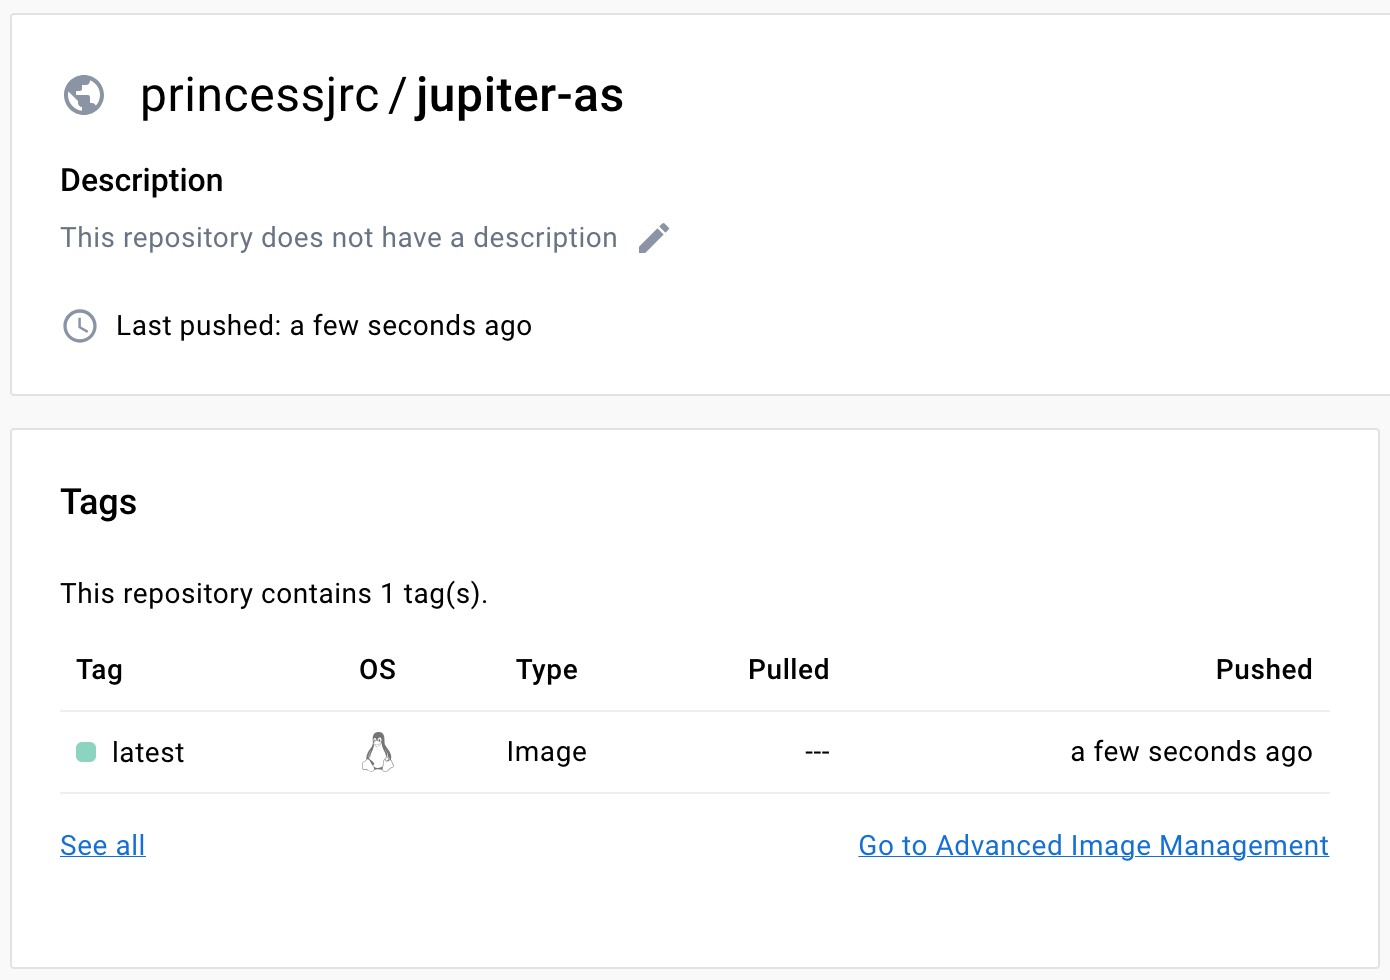 princessjrc / jupiter-as
Description
This repository does not have a description
Last pushed: a few seconds ago
Tags
This repository contains 1 tag(s).
Tag OS Type Pulled Pushed
latest Image --- a few seconds ago
See all Go to Advanced Image Management